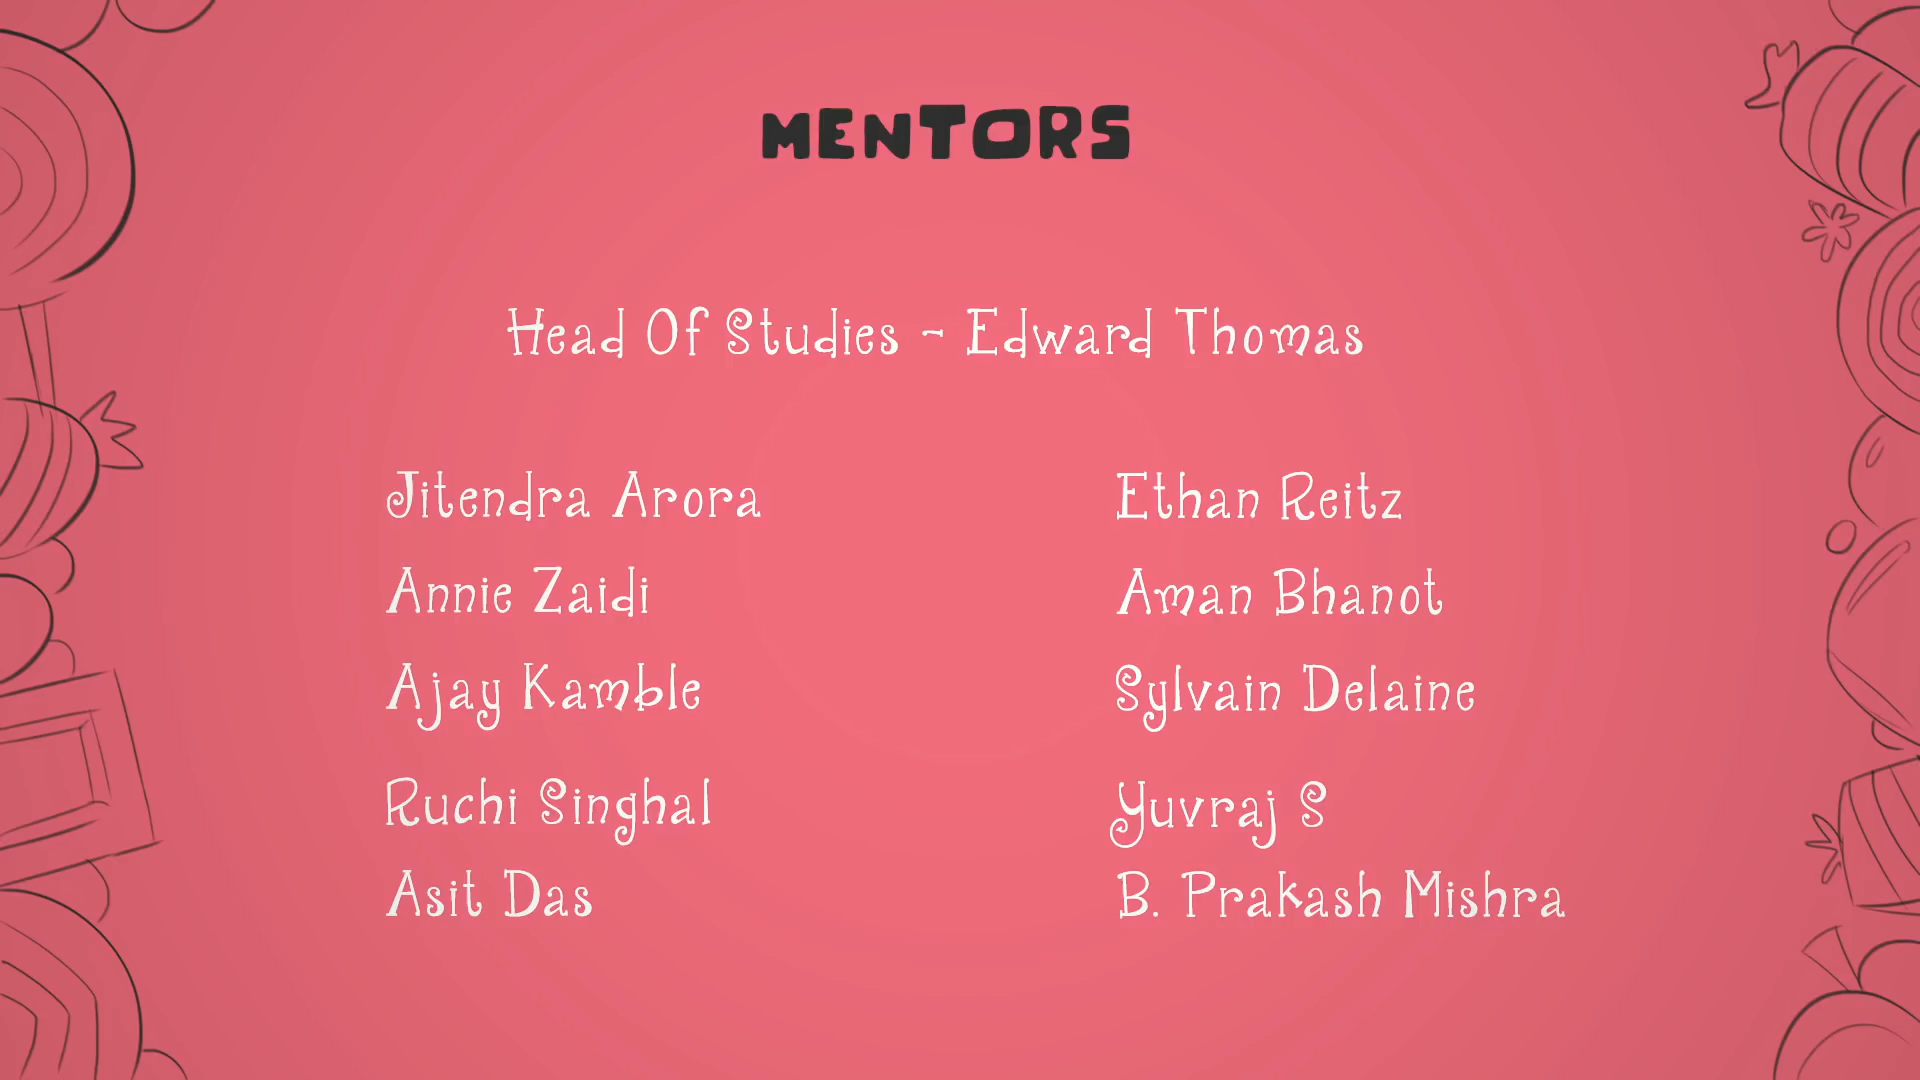 MENTORS
Head Of Studies - Edward Thomas
Jitendra Arora
Annie Zaidi
Ajay Kamble
Ruchi Singhal
Asit Das
Ethan Reitz
Aman Bhanot
Sylvain Delaine
Yuvraj S
B. Prakash Mishra